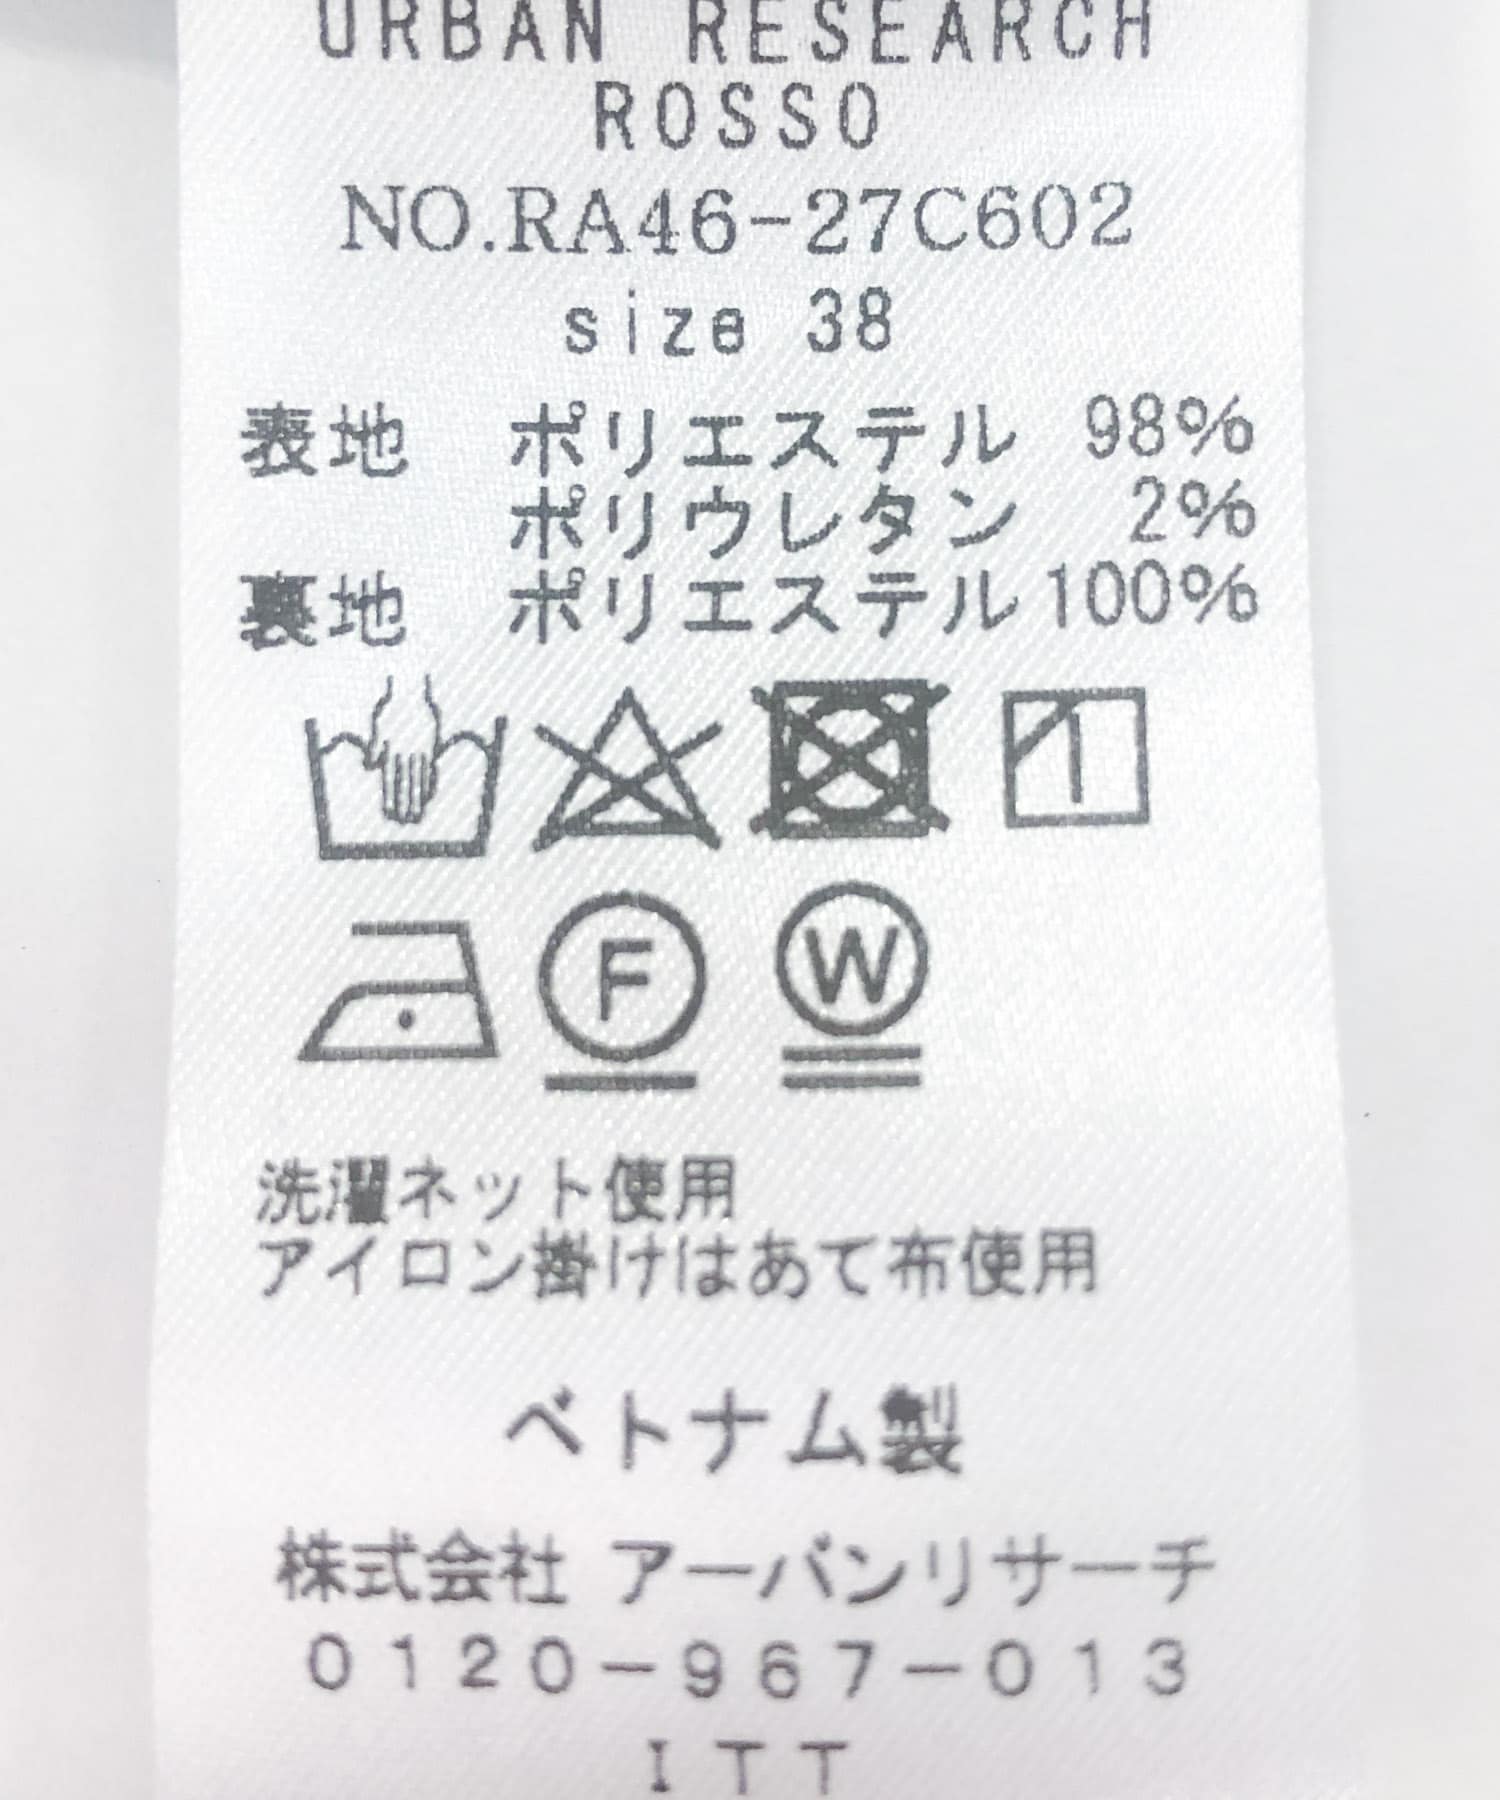 URBAN RESEARCH
ROSSO
NO.RA46-27C602
size 38
表地 ポリエステル 98%
ポリウレタン 2%
裏地 ポリエステル 100%
F W
洗濯ネット使用
アイロン掛けはあて布使用
ベトナム製
株式会社 アーバンリサーチ
0120-967-013
ITT